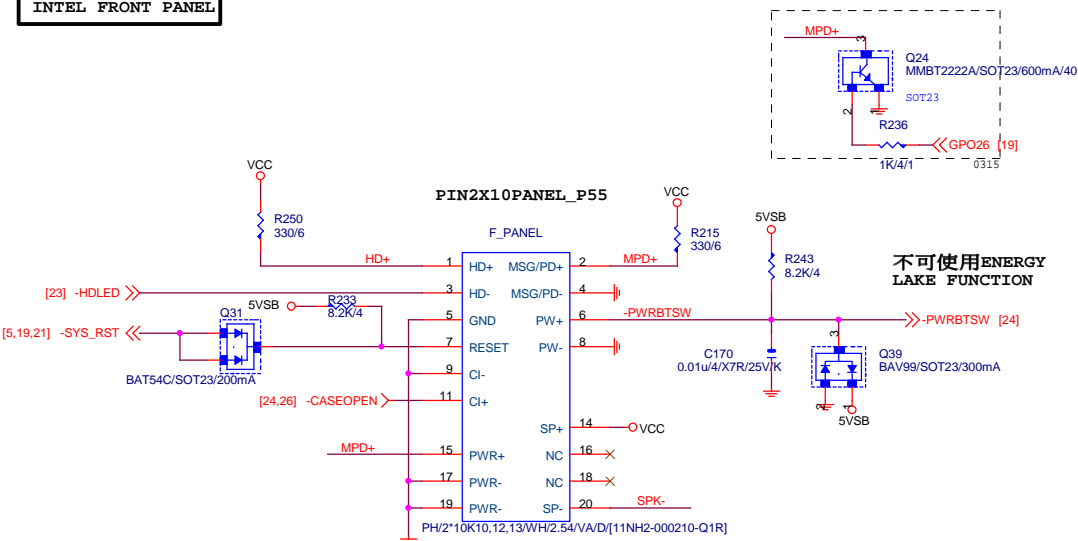 INTEL FRONT PANEL
MPD+
3
Q24
MMBT2222A/SOT23/600mA/40
SOT23
2
1
R236
GPO26 [19]
1K/4/1
0315
VCC
R250
330/6
PIN2X10PANEL_P55
F_PANEL
VCC
R215
330/6
5VSB
R243
8.2K/4
不可使用ENERGY
LAKE FUNCTION
HD+
1 HD+ MSG/PD+ 2
MPD+
[23] -HDLED
3 HD- MSG/PD- 4
5VSB
R233
8.2K/4
Q31
5 GND PW+ 6
-PWRBTSW
-PWRBTSW [24]
[5,19,21] -SYS_RST
7 RESET PW- 8
BAT54C/SOT23/200mA
C170
0.01u/4/X7R/25V/K
3
Q39
BAV99/SOT23/300mA
2
1
5VSB
9 CI-
[24,26] -CASEOPEN
11 CI+
SP+ 14
VCC
MPD+
15 PWR+ NC 16
17 PWR- NC 18
19 PWR- SP- 20
SPK-
PH/2*10K10,12,13/WH/2.54/VA/D/[11NH2-000210-Q1R]